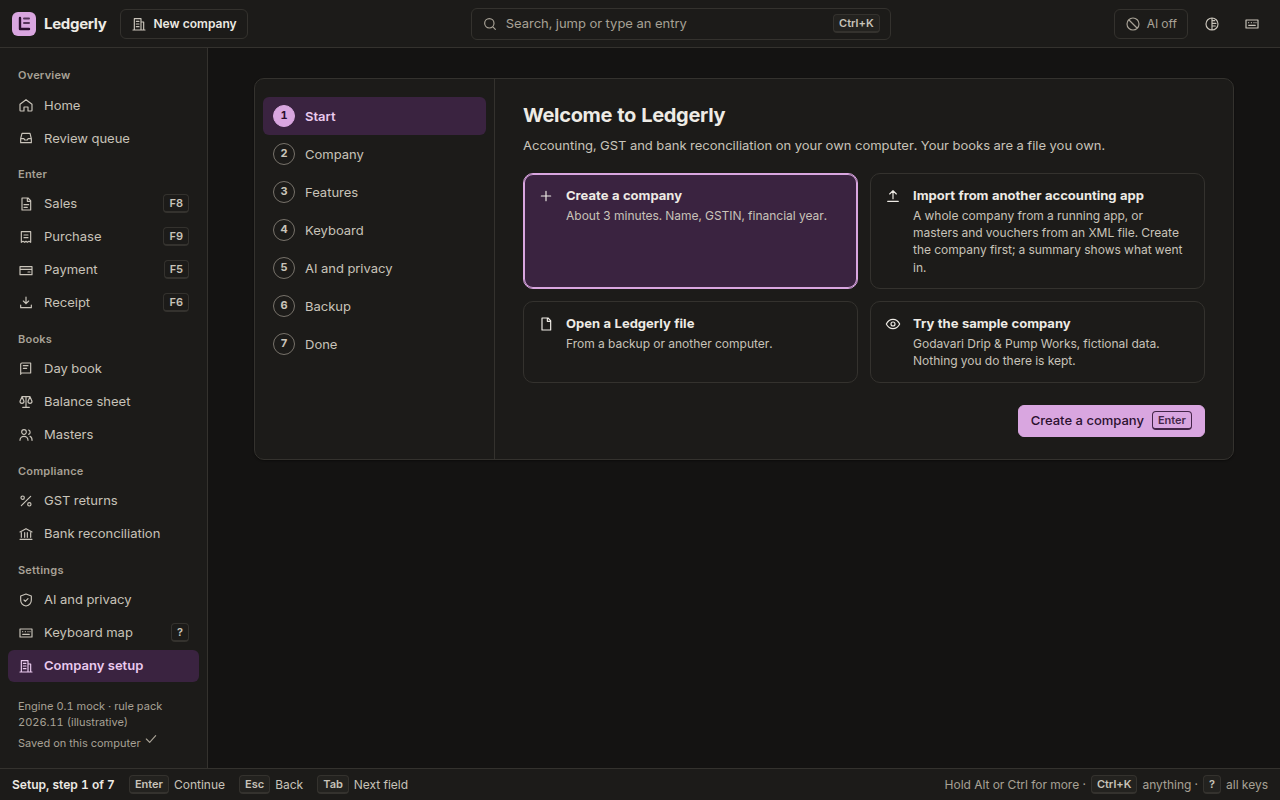 Ledgerly
New company
Search, jump or type an entry
Ctrl+K
AI off
Overview
Home
Review queue
Enter
Sales F8
Purchase F9
Payment F5
Receipt F6
Books
Day book
Balance sheet
Masters
Compliance
GST returns
Bank reconciliation
Settings
AI and privacy
Keyboard map ?
Company setup
Engine 0.1 mock · rule pack
2026.11 (illustrative)
Saved on this computer
1 Start
2 Company
3 Features
4 Keyboard
5 AI and privacy
6 Backup
7 Done
Welcome to Ledgerly
Accounting, GST and bank reconciliation on your own computer. Your books are a file you own.
Create a company
About 3 minutes. Name, GSTIN, financial year.
Import from another accounting app
A whole company from a running app, or
masters and vouchers from an XML file. Create
the company first; a summary shows what went
in.
Open a Ledgerly file
From a backup or another computer.
Try the sample company
Godavari Drip & Pump Works, fictional data.
Nothing you do there is kept.
Create a company Enter
Setup, step 1 of 7 Enter Continue Esc Back Tab Next field
Hold Alt or Ctrl for more · Ctrl+K anything · ? all keys